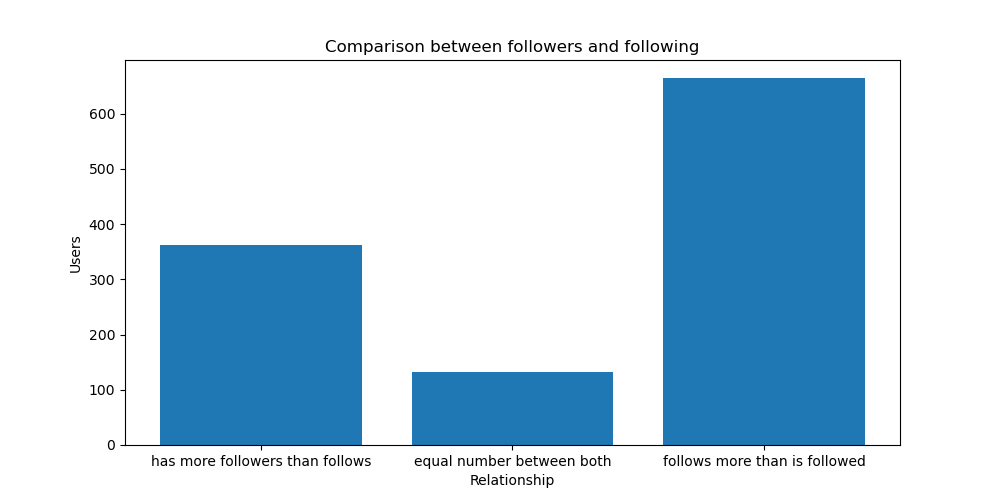 Comparison between followers and following
Users
600
500
400
300
200
100
0
has more followers than follows
equal number between both
follows more than is followed
Relationship